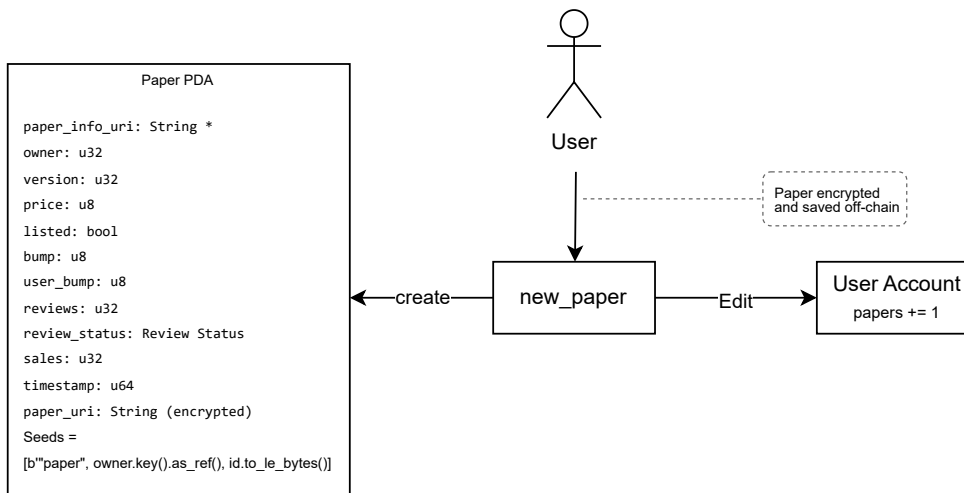 Paper PDA
paper_info_uri: String *
owner: u32
version: u32
price: u8
listed: bool
bump: u8
user_bump: u8
reviews: u32
review_status: Review Status
sales: u32
timestamp: u64
paper_uri: String (encrypted)
Seeds =
[b'"paper", owner.key().as_ref(), id.to_le_bytes()]
User
Paper encrypted
and saved off-chain
create
new_paper
Edit
User Account
papers += 1